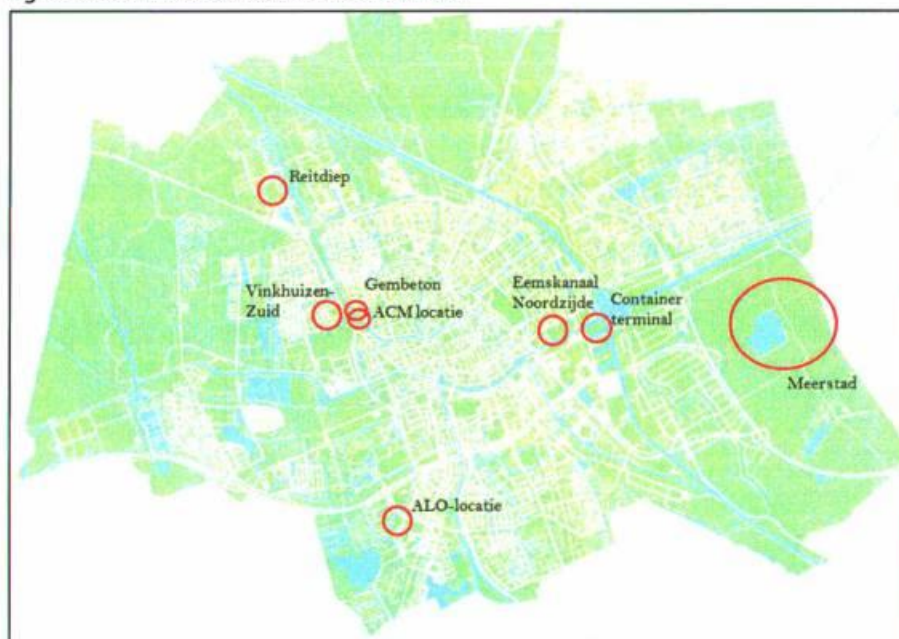 Reitdiep
Gembeton
Vinkhuizen-
Zuid
ACM locatie
Eemskanaal
Noordzijde
Container
terminal
Meerstad
ALO-locatie